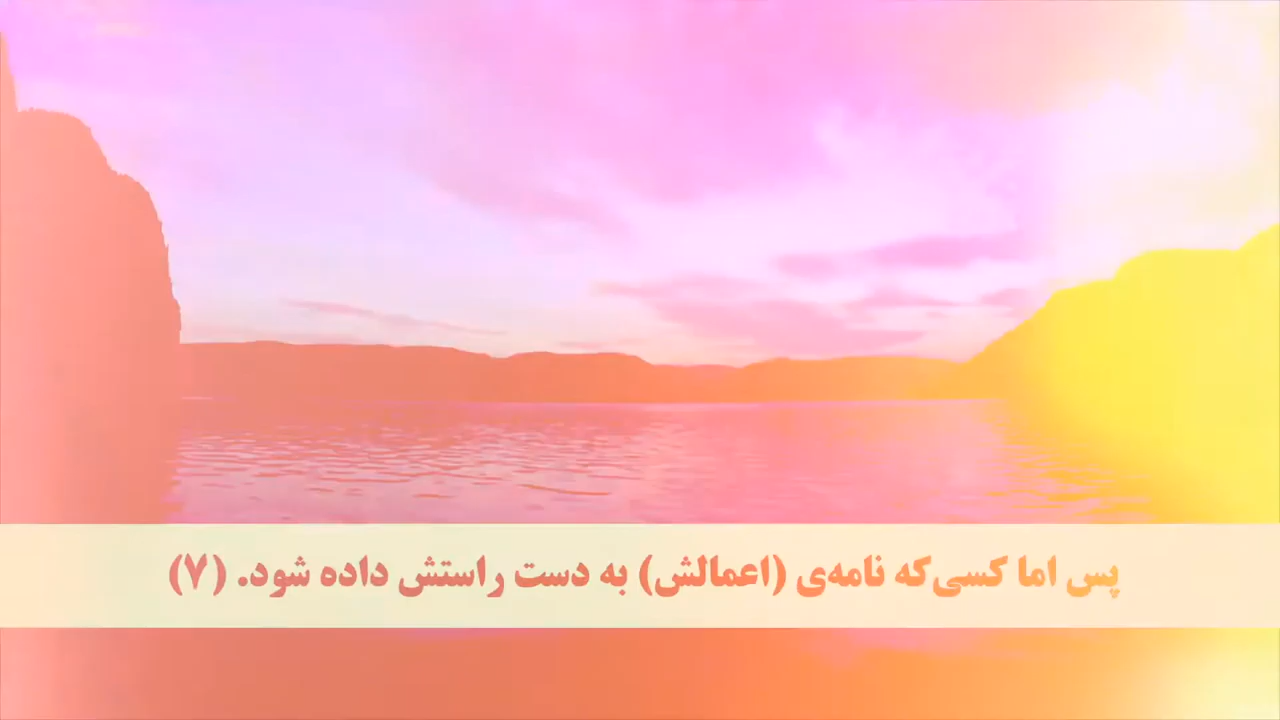 پس اما کسی‌که نامه‌ی (اعمالش) به دست راستش داده شود. (۷)